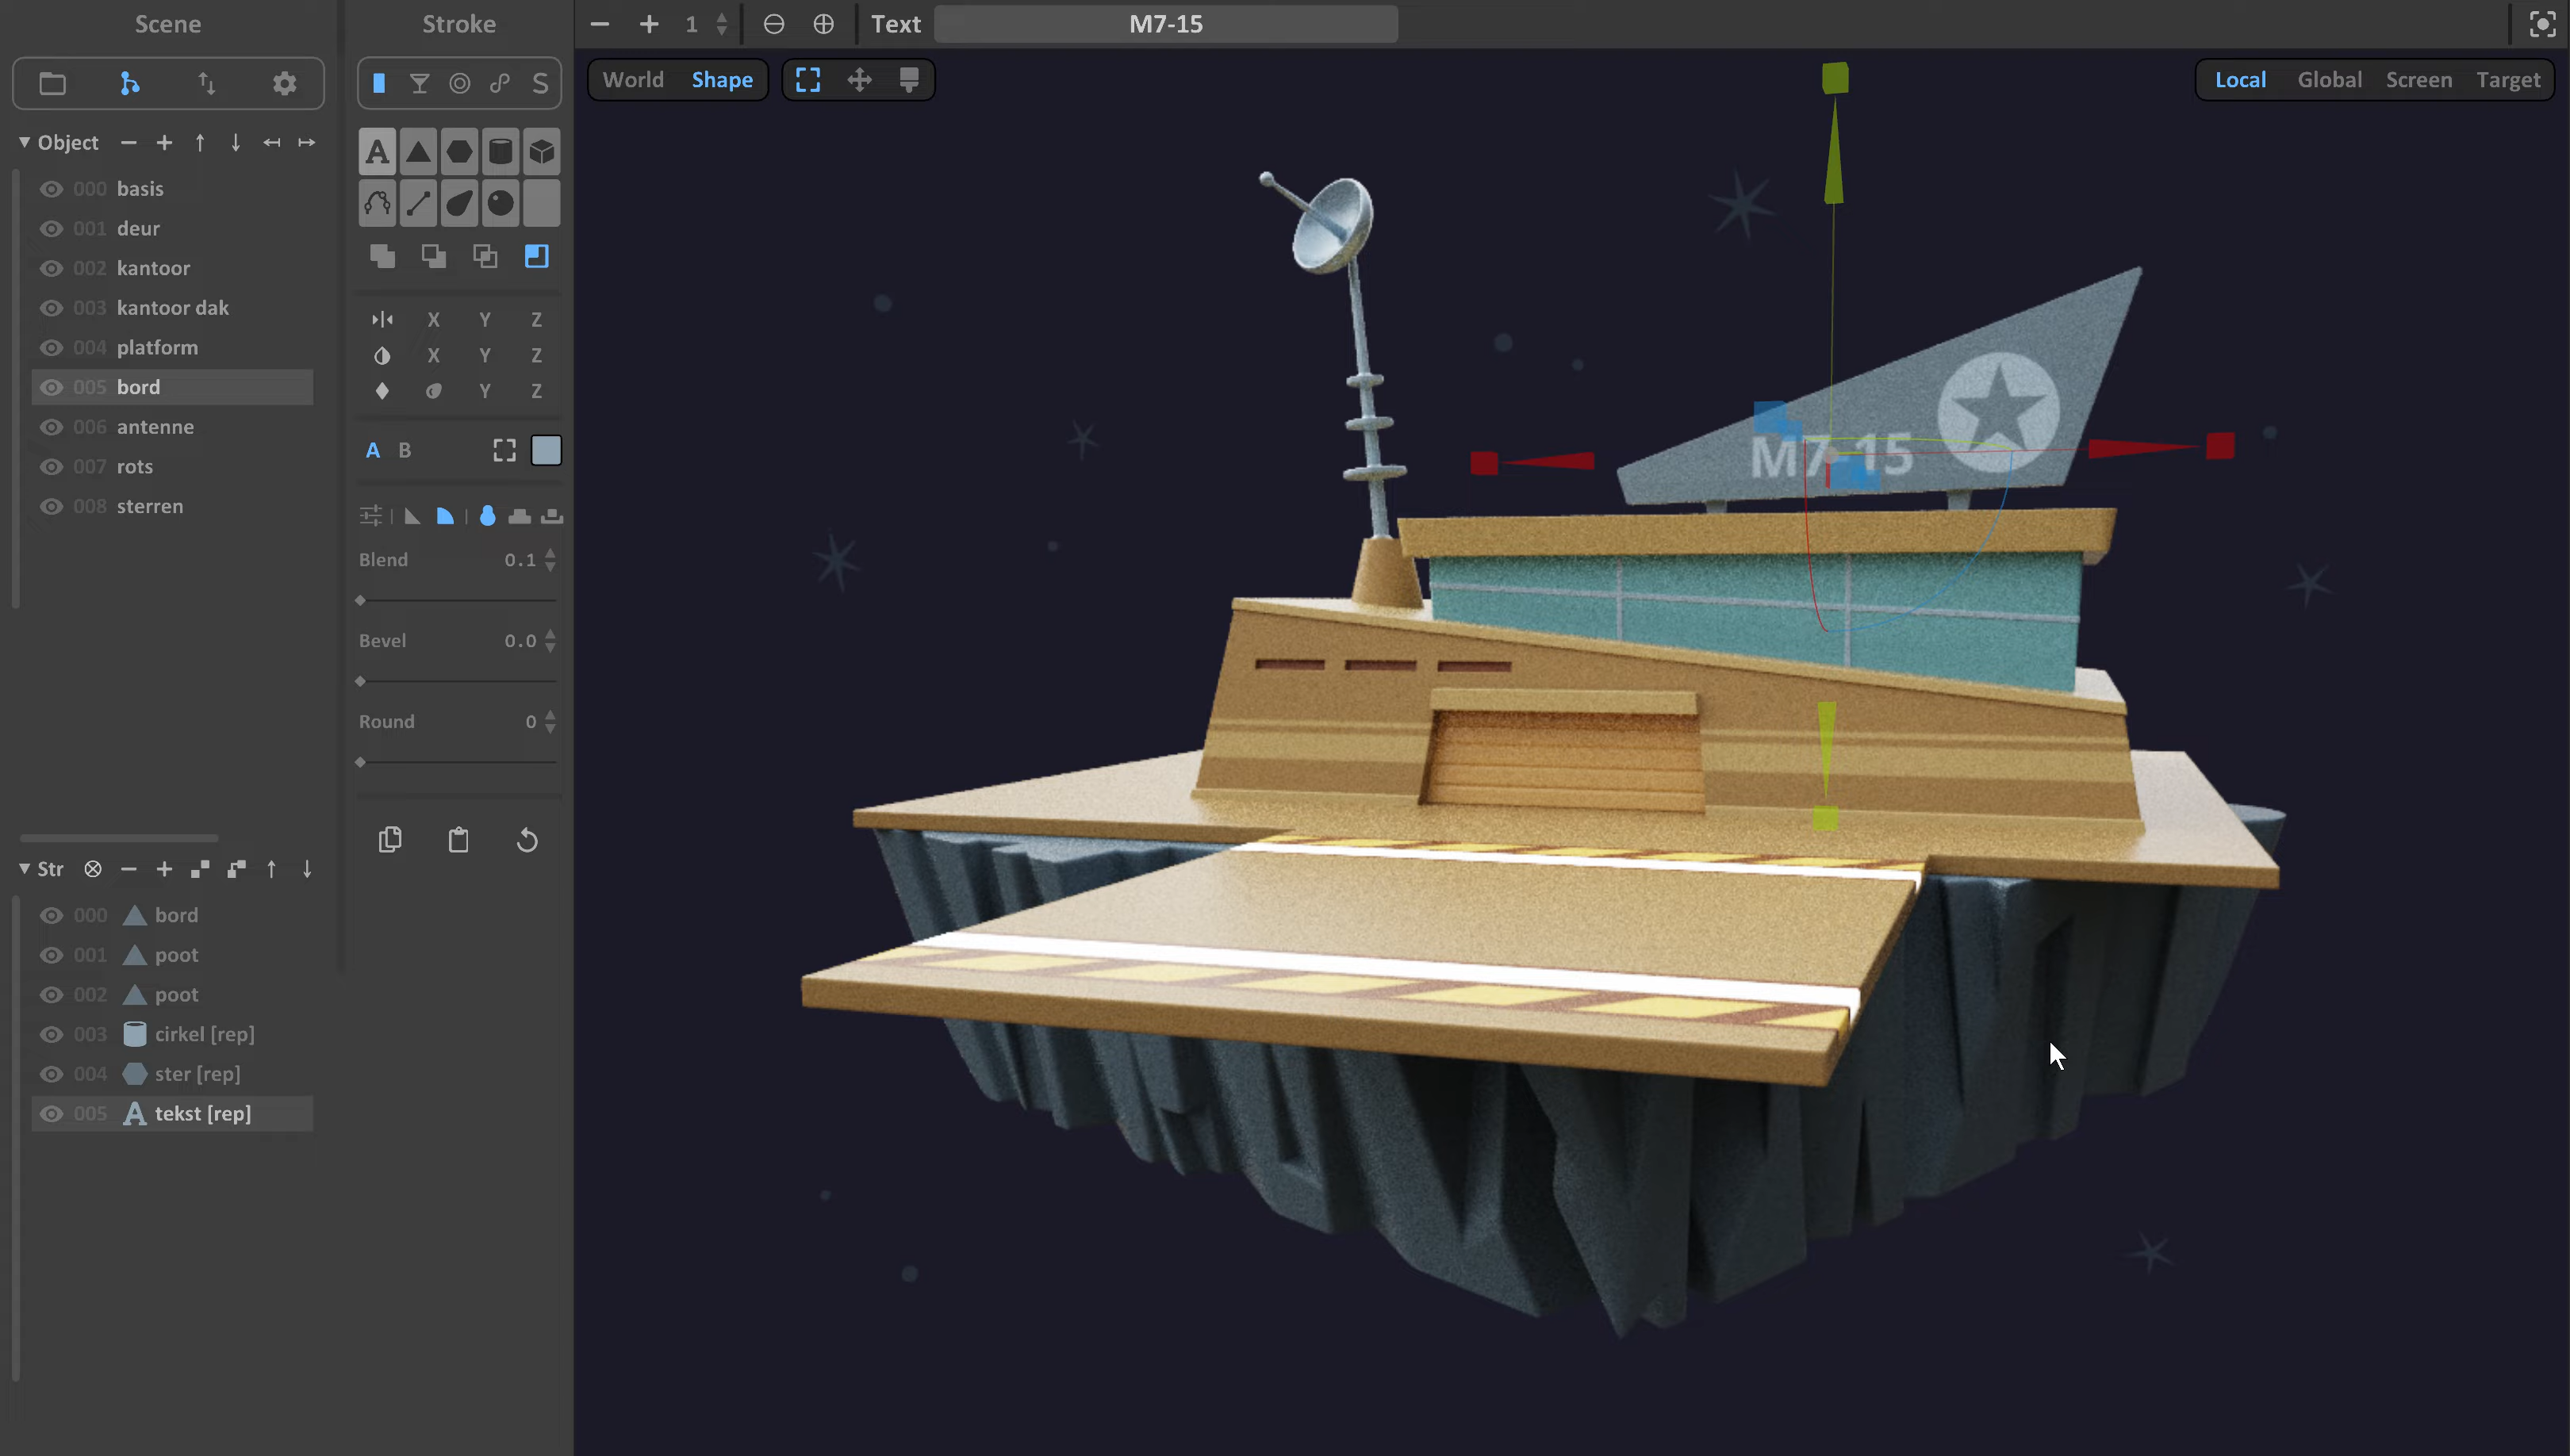 Scene
Stroke
1
Text
M7-15
S
World
Shape
Local
Global
Screen
Target
Object
000 basis
001 deur
002 kantoor
003 kantoor dak
004 platform
005 bord
006 antenne
007 rots
008 sterren
A
X Y Z
X Y Z
Y Z
A B
Blend 0.1
Bevel 0.0
Round 0
M7-15
Str
000 bord
001 poot
002 poot
003 cirkel [rep]
004 ster [rep]
005 A tekst [rep]